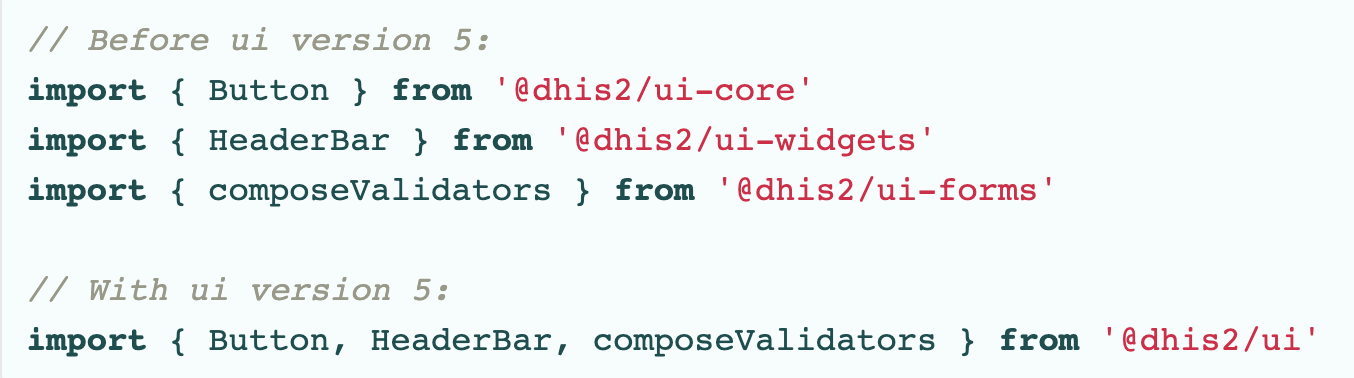 // Before ui version 5:
import { Button } from '@dhis2/ui-core'
import { HeaderBar } from '@dhis2/ui-widgets'
import { composeValidators } from '@dhis2/ui-forms'
// With ui version 5:
import { Button, HeaderBar, composeValidators } from '@dhis2/ui'